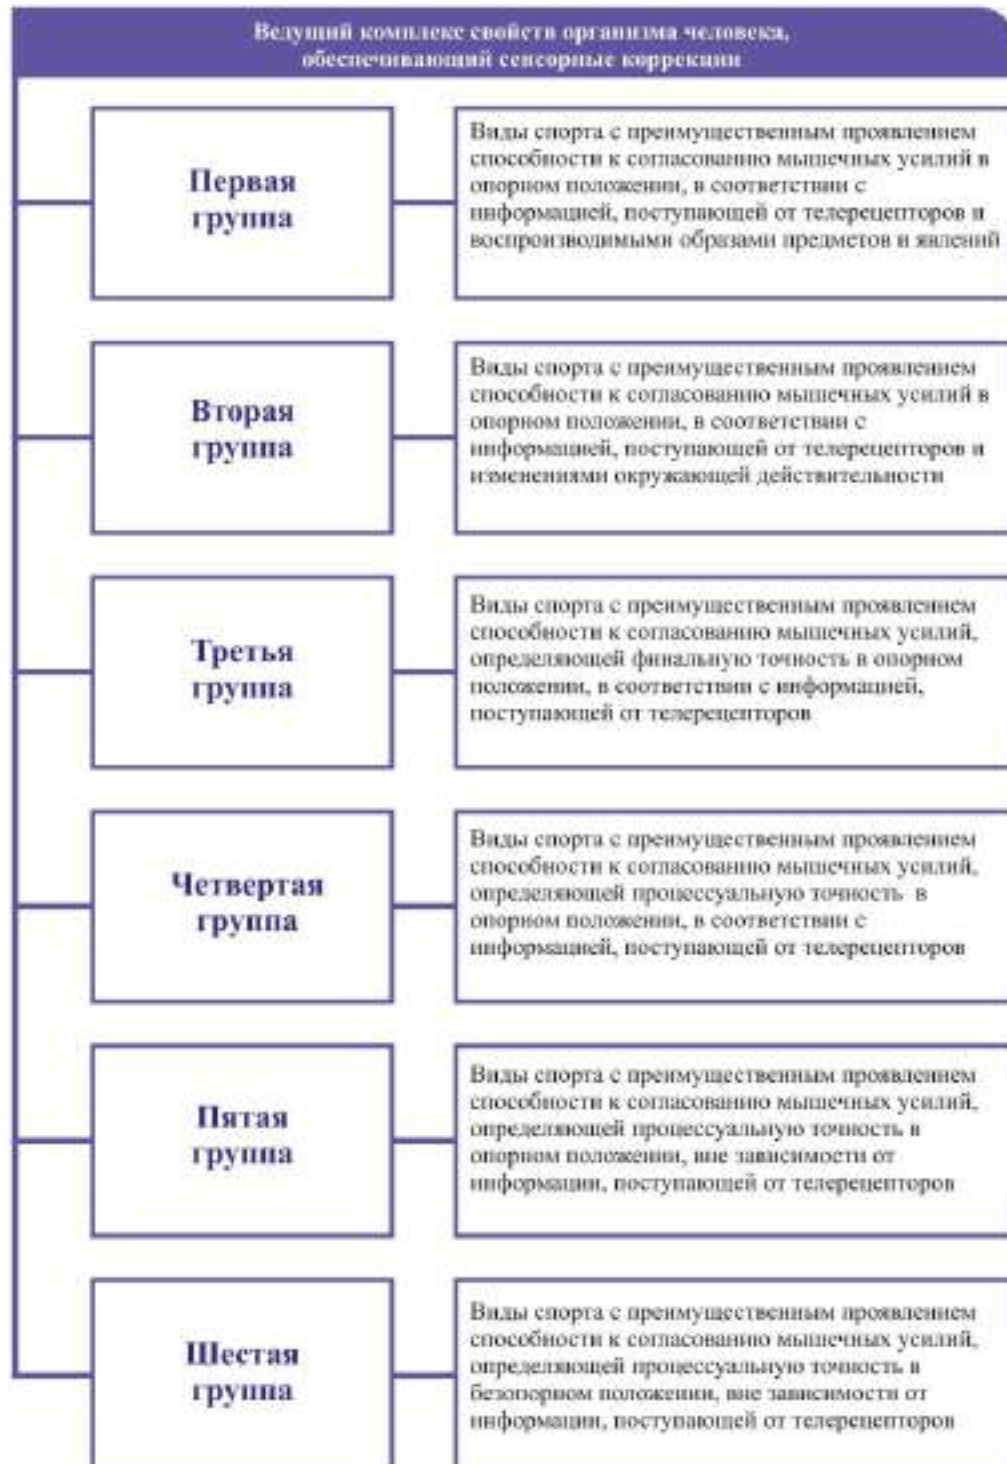 Ведущий комплекс свойств организма человека,
обеспечивающий сенсорные коррекции
Первая
группа
Виды спорта с преимущественным проявлением
способности к согласованию мышечных усилий в
опорном положении, в соответствии с
информацией, поступающей от телерецепторов и
воспроизводимыми образами предметов и явлений
Вторая
группа
Виды спорта с преимущественным проявлением
способности к согласованию мышечных усилий в
опорном положении, в соответствии с
информацией, поступающей от телерецепторов и
изменениями окружающей действительности
Третья
группа
Виды спорта с преимущественным проявлением
способности к согласованию мышечных усилий,
определяющей финальную точность в опорном
положении, в соответствии с информацией,
поступающей от телерецепторов
Четвертая
группа
Виды спорта с преимущественным проявлением
способности к согласованию мышечных усилий,
определяющей процессуальную точность в
опорном положении, в соответствии с
информацией, поступающей от телерецепторов
Пятая
группа
Виды спорта с преимущественным проявлением
способности к согласованию мышечных усилий,
определяющей процессуальную точность в
опорном положении, вне зависимости от
информации, поступающей от телерецепторов
Шестая
группа
Виды спорта с преимущественным проявлением
способности к согласованию мышечных усилий,
определяющей процессуальную точность в
безопорном положении, вне зависимости от
информации, поступающей от телерецепторов